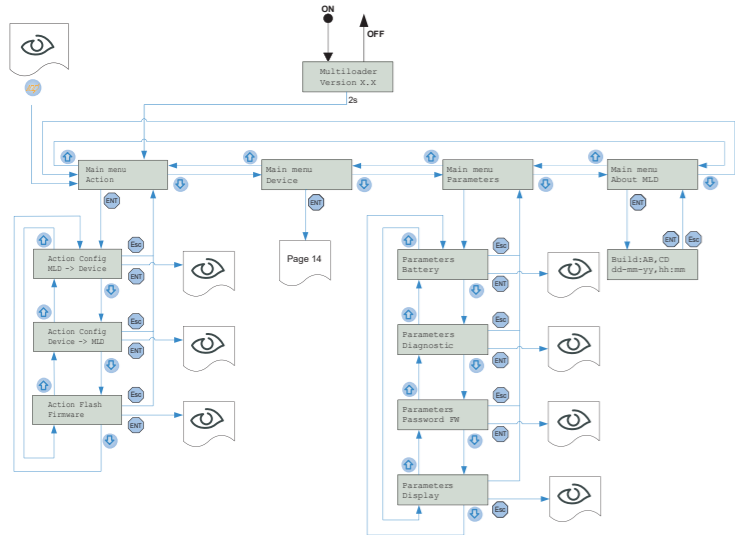 ON
OFF
Multiloader
Version X.X
2s
Main menu
Action
Main menu
Device
Main menu
Parameters
Main menu
About MLD
ENT
ENT
ENT
ENT
Esc
Build:AB,CD
dd-mm-yy,hh:mm
Page 14
Action Config
MLD -> Device
Esc
ENT
Action Config
Device -> MLD
Esc
ENT
Action Flash
Firmware
Esc
ENT
Parameters
Battery
Esc
ENT
Parameters
Diagnostic
Esc
ENT
Parameters
Password FW
Esc
ENT
Parameters
Display
ENT
Esc